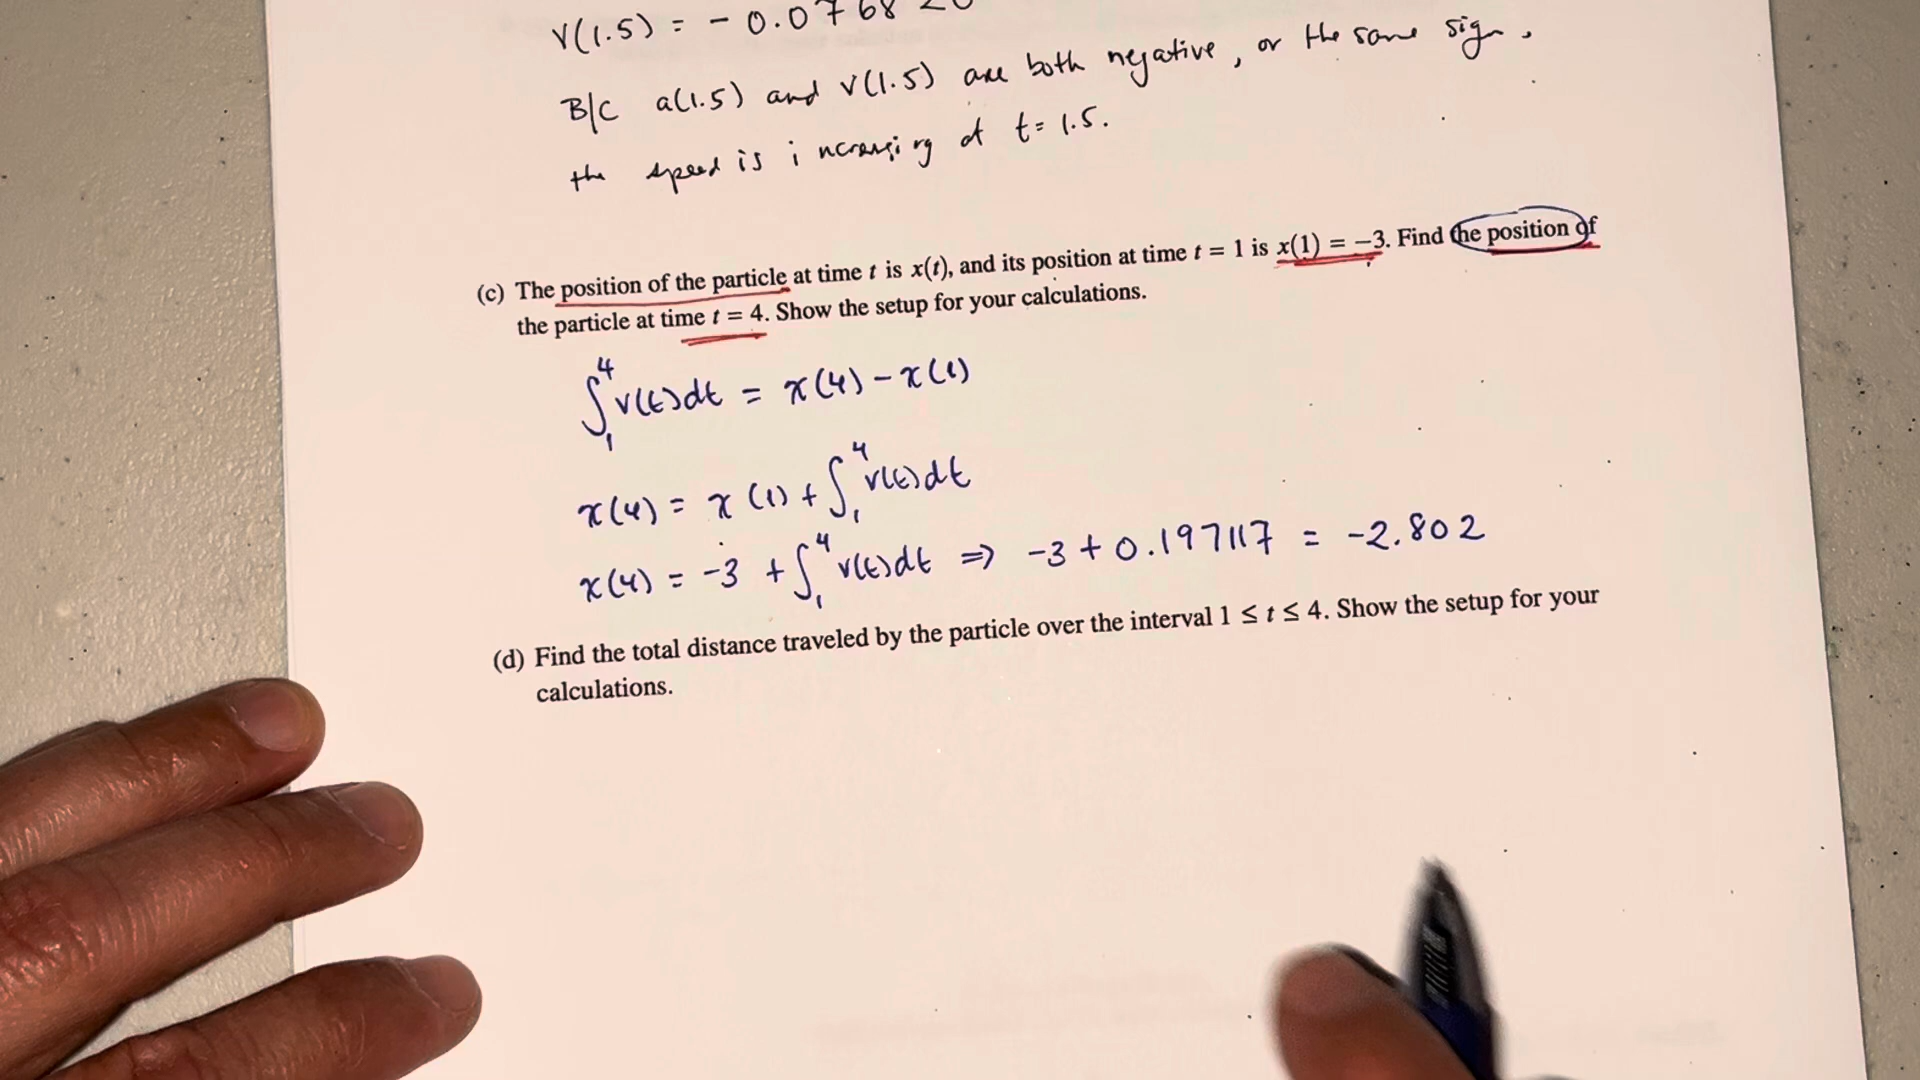 v(1.5) = -0.0768
B/C a(1.5) and v(1.5) are both negative, or the same sign,
the speed is increasing at t = 1.5.
(c) The position of the particle at time t is x(t), and its position at time t = 1 is x(1) = −3. Find the position of
the particle at time t = 4. Show the setup for your calculations.
∫₁⁴ v(t)dt = x(4) - x(1)
x(4) = x(1) + ∫₁⁴ v(t)dt
x(4) = -3 + ∫₁⁴ v(t)dt ⇒ -3 + 0.197117 = -2.802
(d) Find the total distance traveled by the particle over the interval 1 ≤ t ≤ 4. Show the setup for your
calculations.